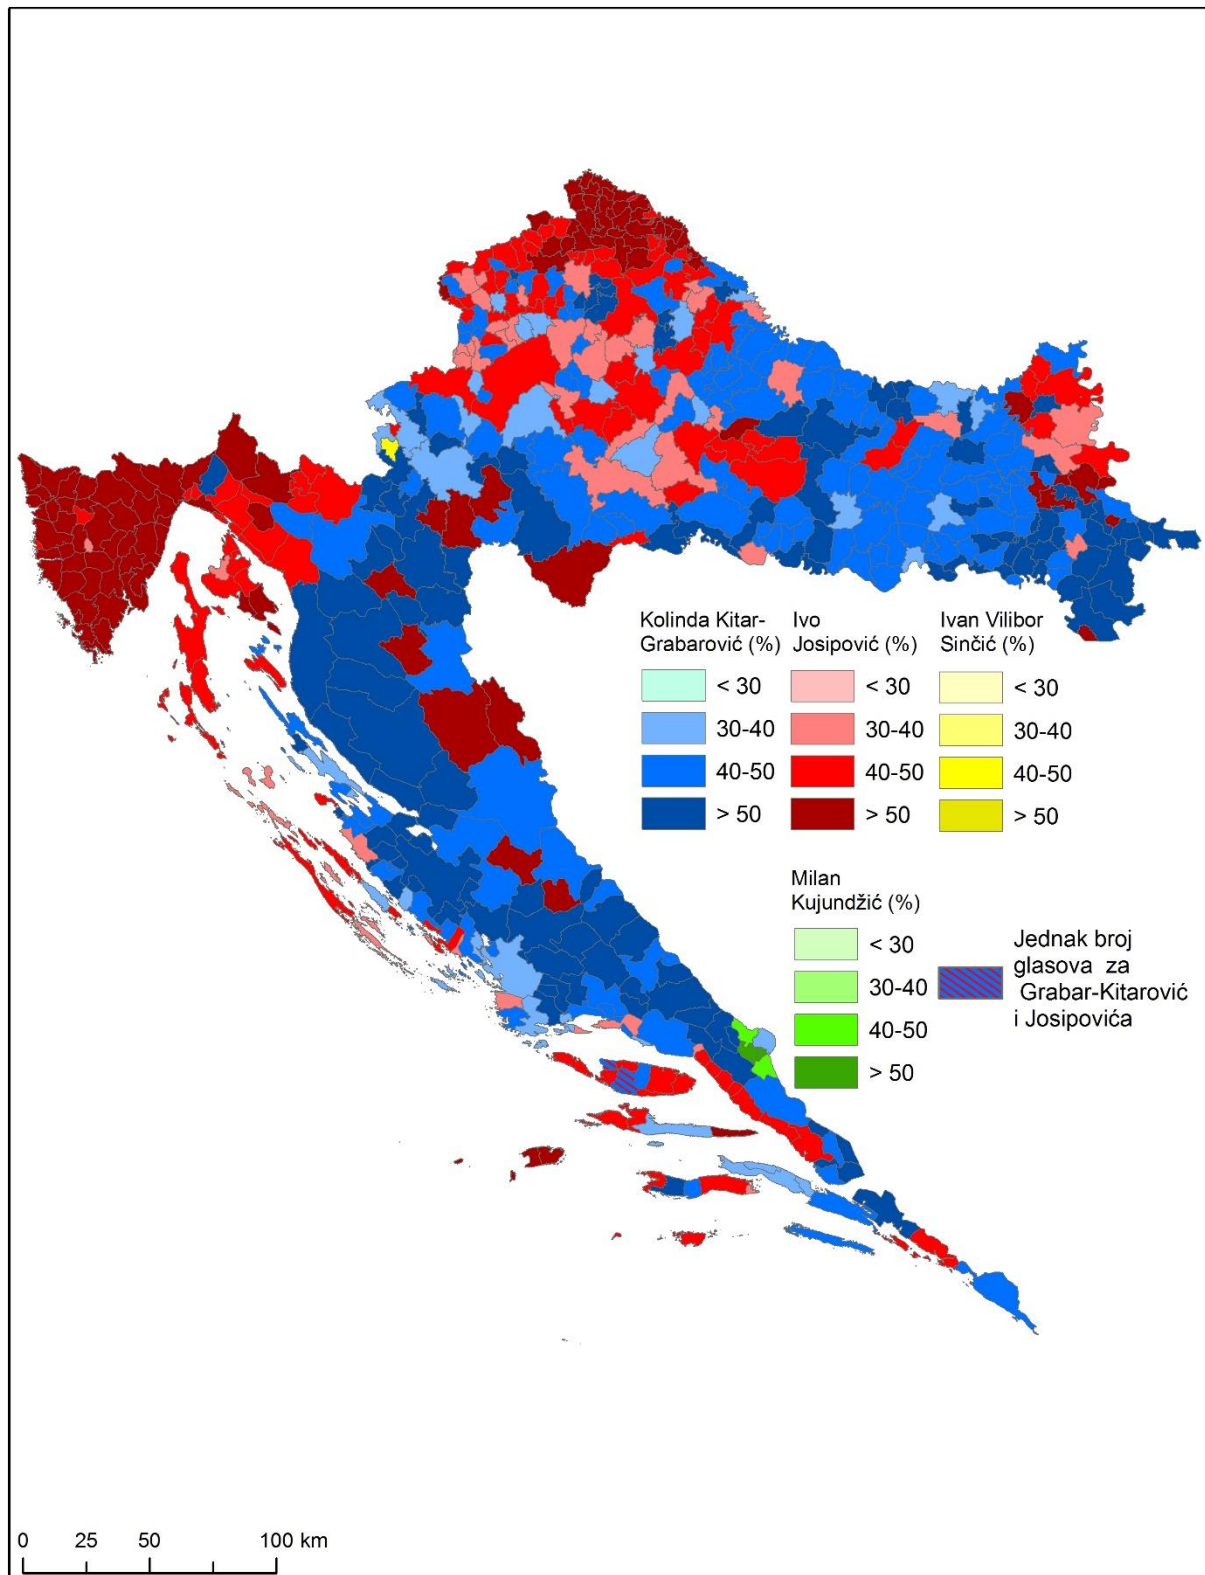 Kolinda Kitar-
Grabarović (%)
< 30
30-40
40-50
> 50
Ivo
Josipović (%)
< 30
30-40
40-50
> 50
Ivan Vilibor
Sinčić (%)
< 30
30-40
40-50
> 50
Milan
Kujundžić (%)
< 30
30-40
40-50
> 50
Jednak broj
glasova za
Grabar-Kitarović
i Josipovića
0 25 50 100 km